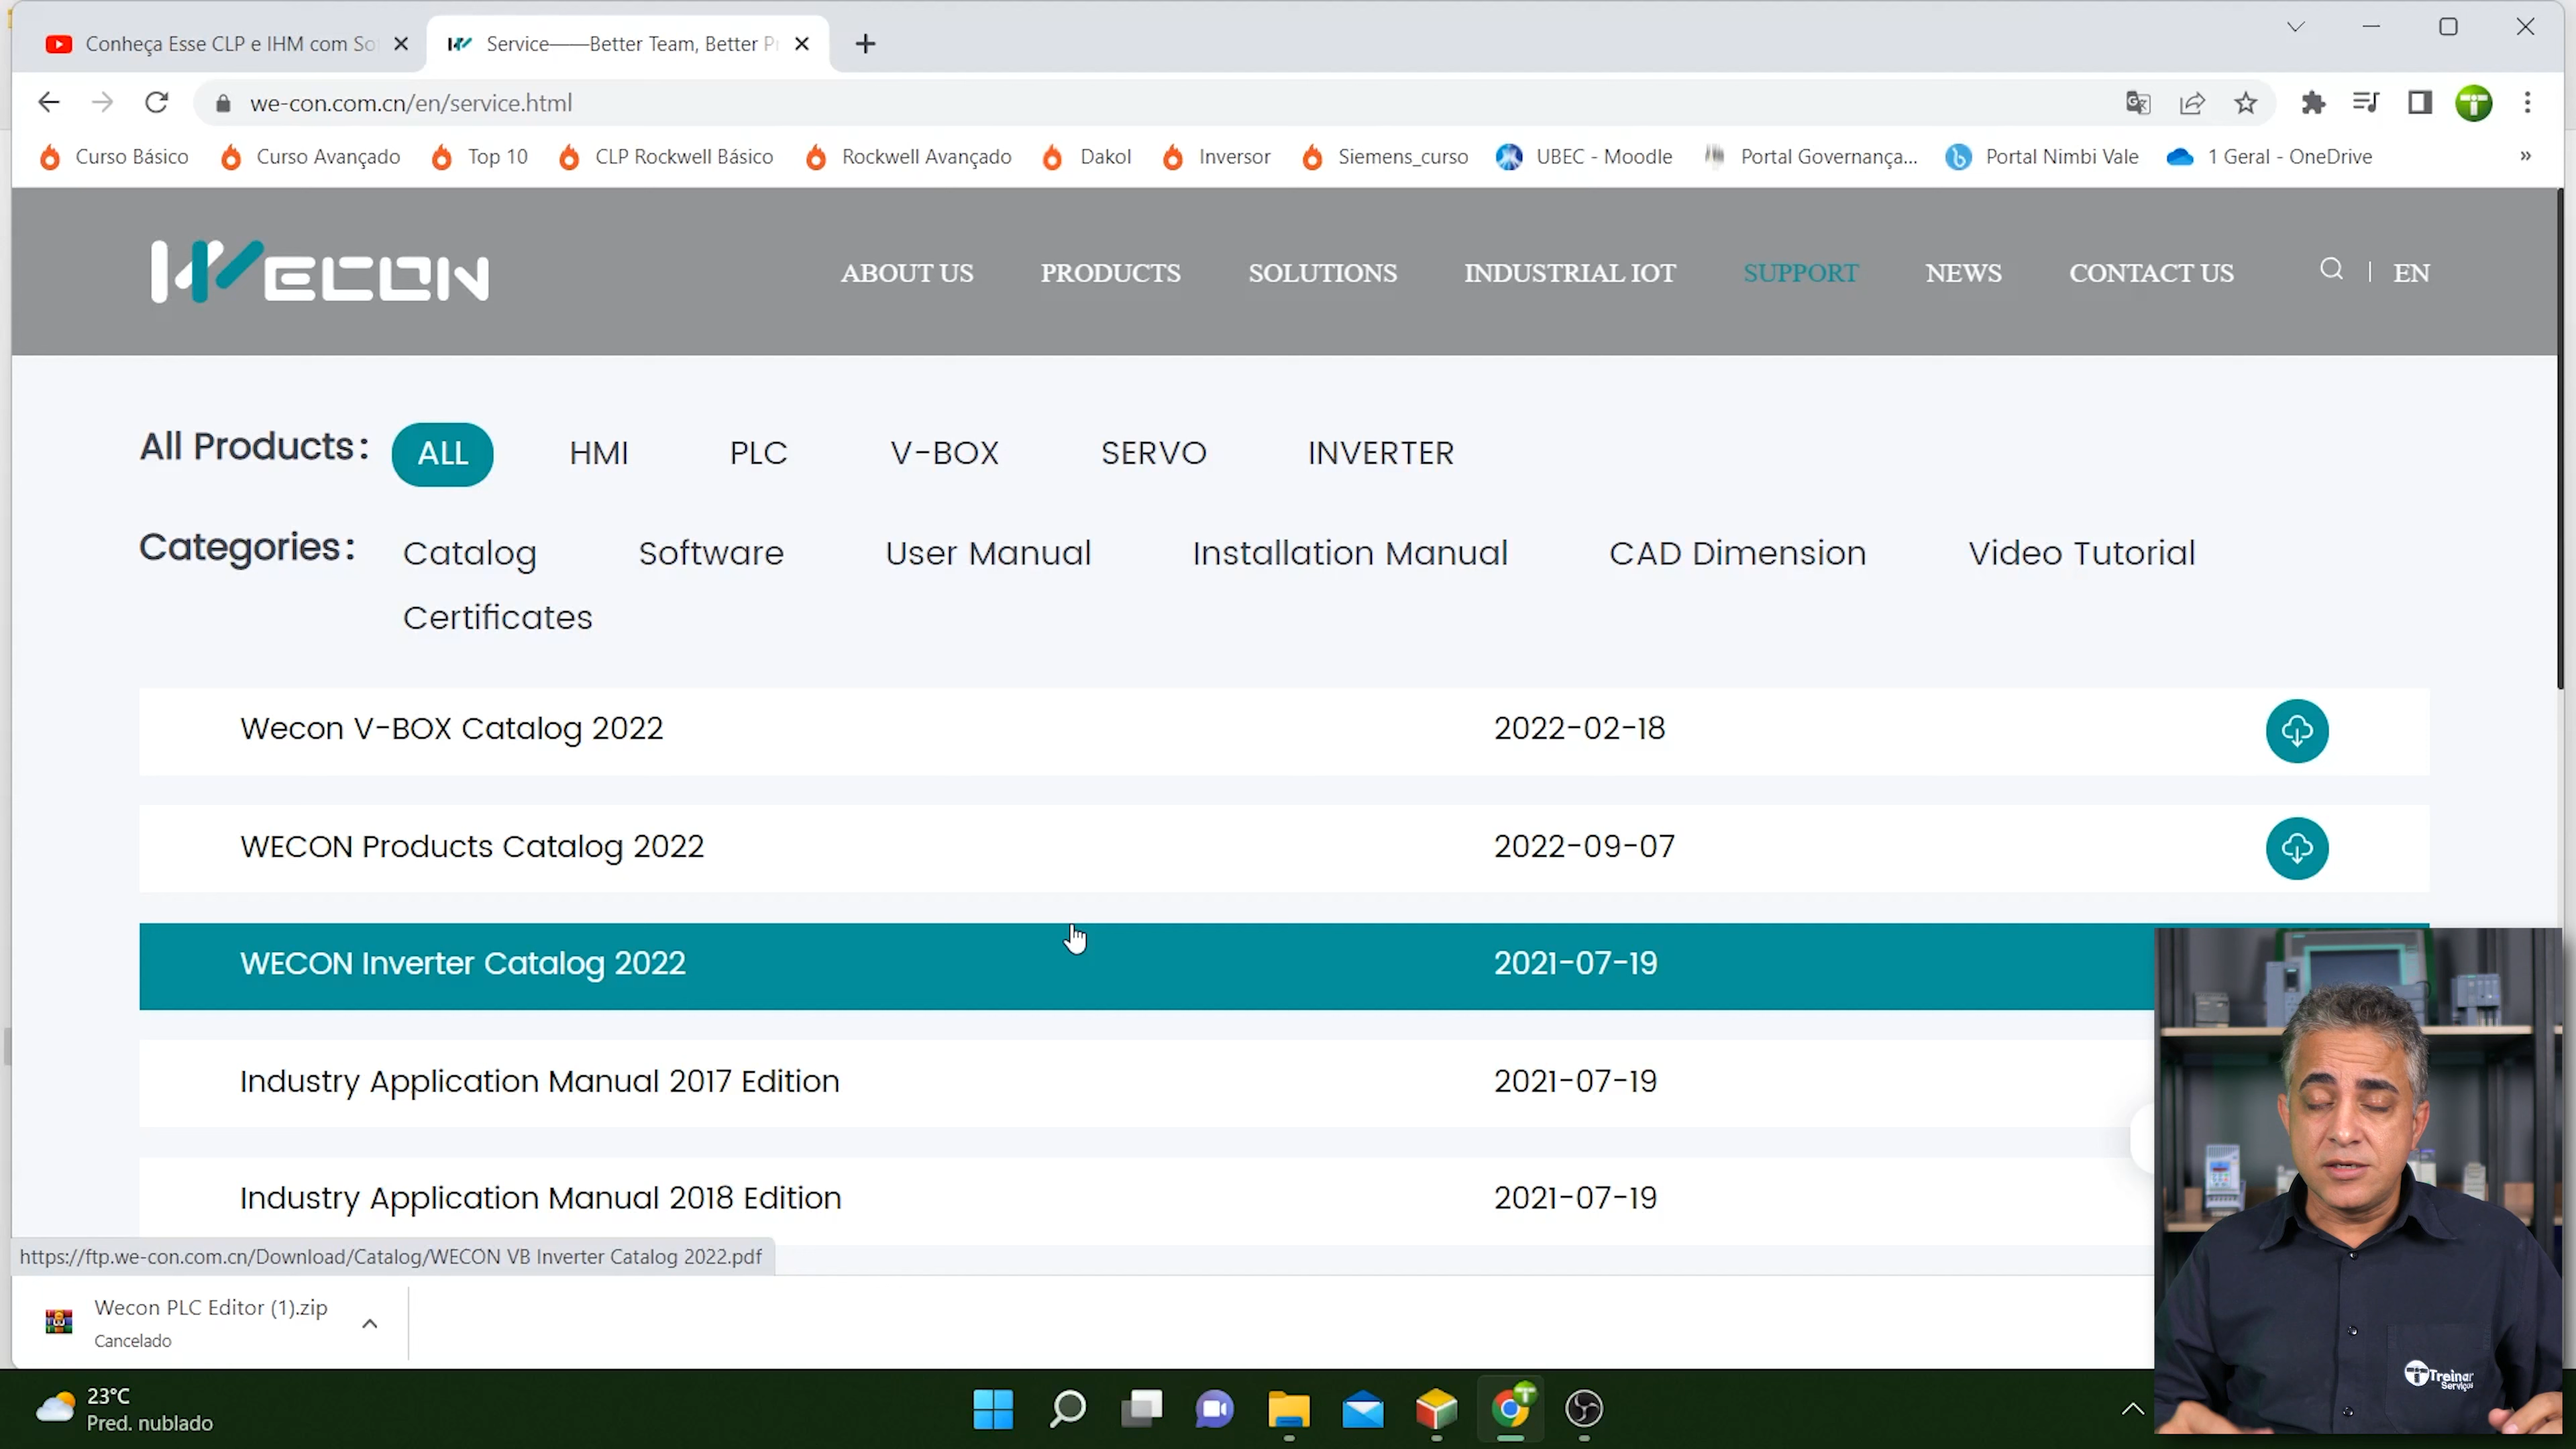 Conheça Esse CLP e IHM com So
Service——Better Team, Better P
we-con.com.cn/en/service.html
Curso Básico
Curso Avançado
Top 10
CLP Rockwell Básico
Rockwell Avançado
Dakol
Inversor
Siemens_curso
UBEC - Moodle
Portal Governança...
Portal Nimbi Vale
1 Geral - OneDrive
»
WECON
ABOUT US
PRODUCTS
SOLUTIONS
INDUSTRIAL IOT
SUPPORT
NEWS
CONTACT US
| EN
All Products:
ALL
HMI
PLC
V-BOX
SERVO
INVERTER
Categories:
Catalog
Software
User Manual
Installation Manual
CAD Dimension
Video Tutorial
Certificates
Wecon V-BOX Catalog 2022
2022-02-18
WECON Products Catalog 2022
2022-09-07
WECON Inverter Catalog 2022
2021-07-19
Industry Application Manual 2017 Edition
2021-07-19
Industry Application Manual 2018 Edition
2021-07-19
https://ftp.we-con.com.cn/Download/Catalog/WECON VB Inverter Catalog 2022.pdf
Wecon PLC Editor (1).zip
Cancelado
23°C
Pred. nublado
Treinar
Serviços